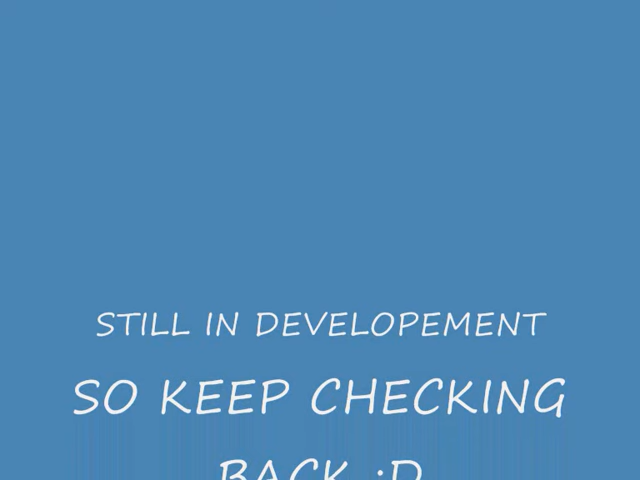 STILL IN DEVELOPEMENT
SO KEEP CHECKING
BACK :D